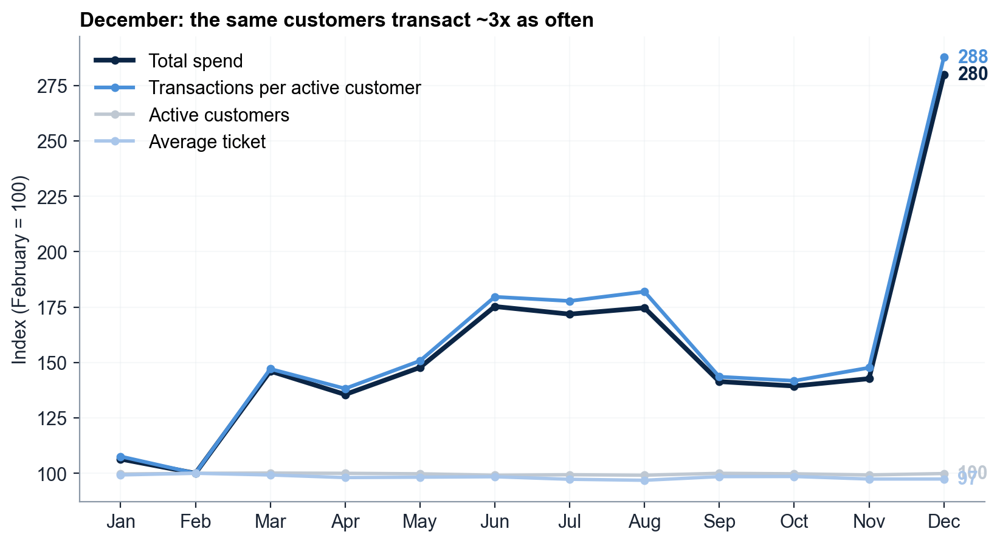 December: the same customers transact ~3x as often
Total spend
Transactions per active customer
Active customers
Average ticket
288
280
275
250
225
200
175
150
125
100
Index (February = 100)
100
97
Jan Feb Mar Apr May Jun Jul Aug Sep Oct Nov Dec